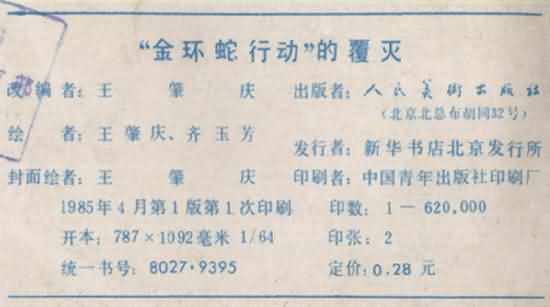 “金环蛇行动”的覆灭
改编者：王肇庆
绘者：王肇庆、齐玉芳
封面绘者：王肇庆
1985年4月第1版第1次印刷
开本：787×1092毫米 1/64
统一书号：8027·9395
出版者：人民美術出版社
（北京北总布胡同32号）
发行者：新华书店北京发行所
印刷者：中国青年出版社印刷厂
印数：1—620,000
印张：2
定价：0.28元